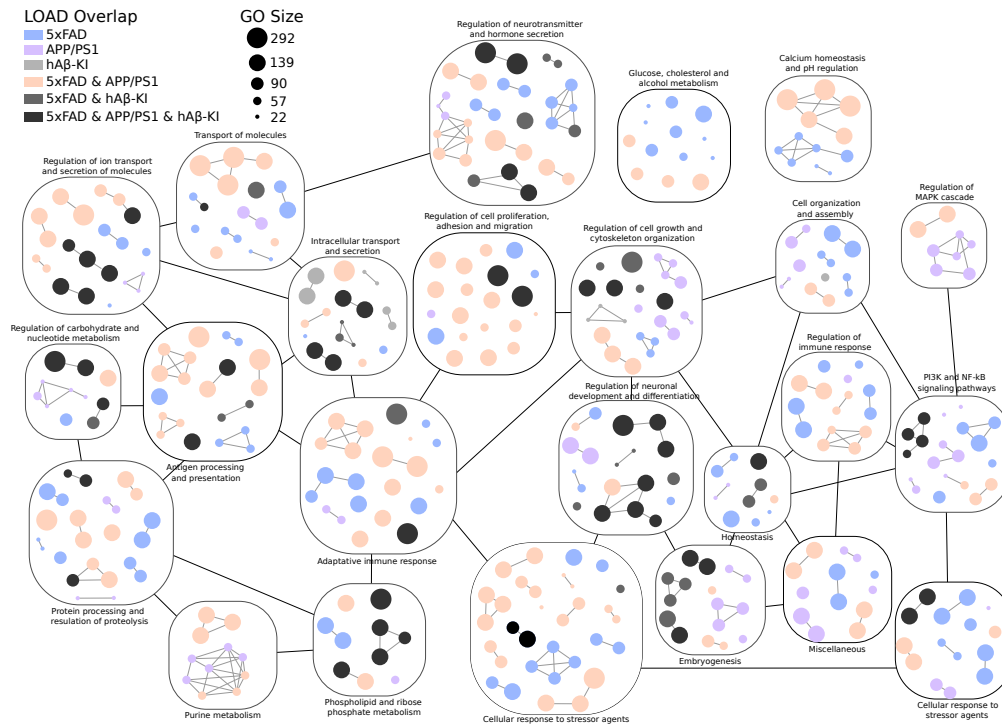 LOAD Overlap
5xFAD
APP/PS1
hAβ-KI
5xFAD & APP/PS1
5xFAD & hAβ-KI
5xFAD & APP/PS1 & hAβ-KI
GO Size
292
139
90
57
22
Regulation of neurotransmitter
and hormone secretion
Glucose, cholesterol and
alcohol metabolism
Calcium homeostasis
and pH regulation
Transport of molecules
Regulation of ion transport
and secretion of molecules
Intracellular transport
and secretion
Regulation of cell proliferation,
adhesion and migration
Regulation of cell growth and
cytoskeleton organization
Cell organization
and assembly
Regulation of
MAPK cascade
Regulation of carbohydrate and
nucleotide metabolism
Antigen processing
and presentation
Adaptative immune response
Regulation of neuronal
development and differentiation
Regulation of
immune response
PI3K and NF-kB
signaling pathways
Homeostasis
Protein processing and
resulation of proteolysis
Purine metabolism
Phospholipid and ribose
phosphate metabolism
Cellular response to stressor agents
Embryogenesis
Miscellaneous
Cellular response to
stressor agents